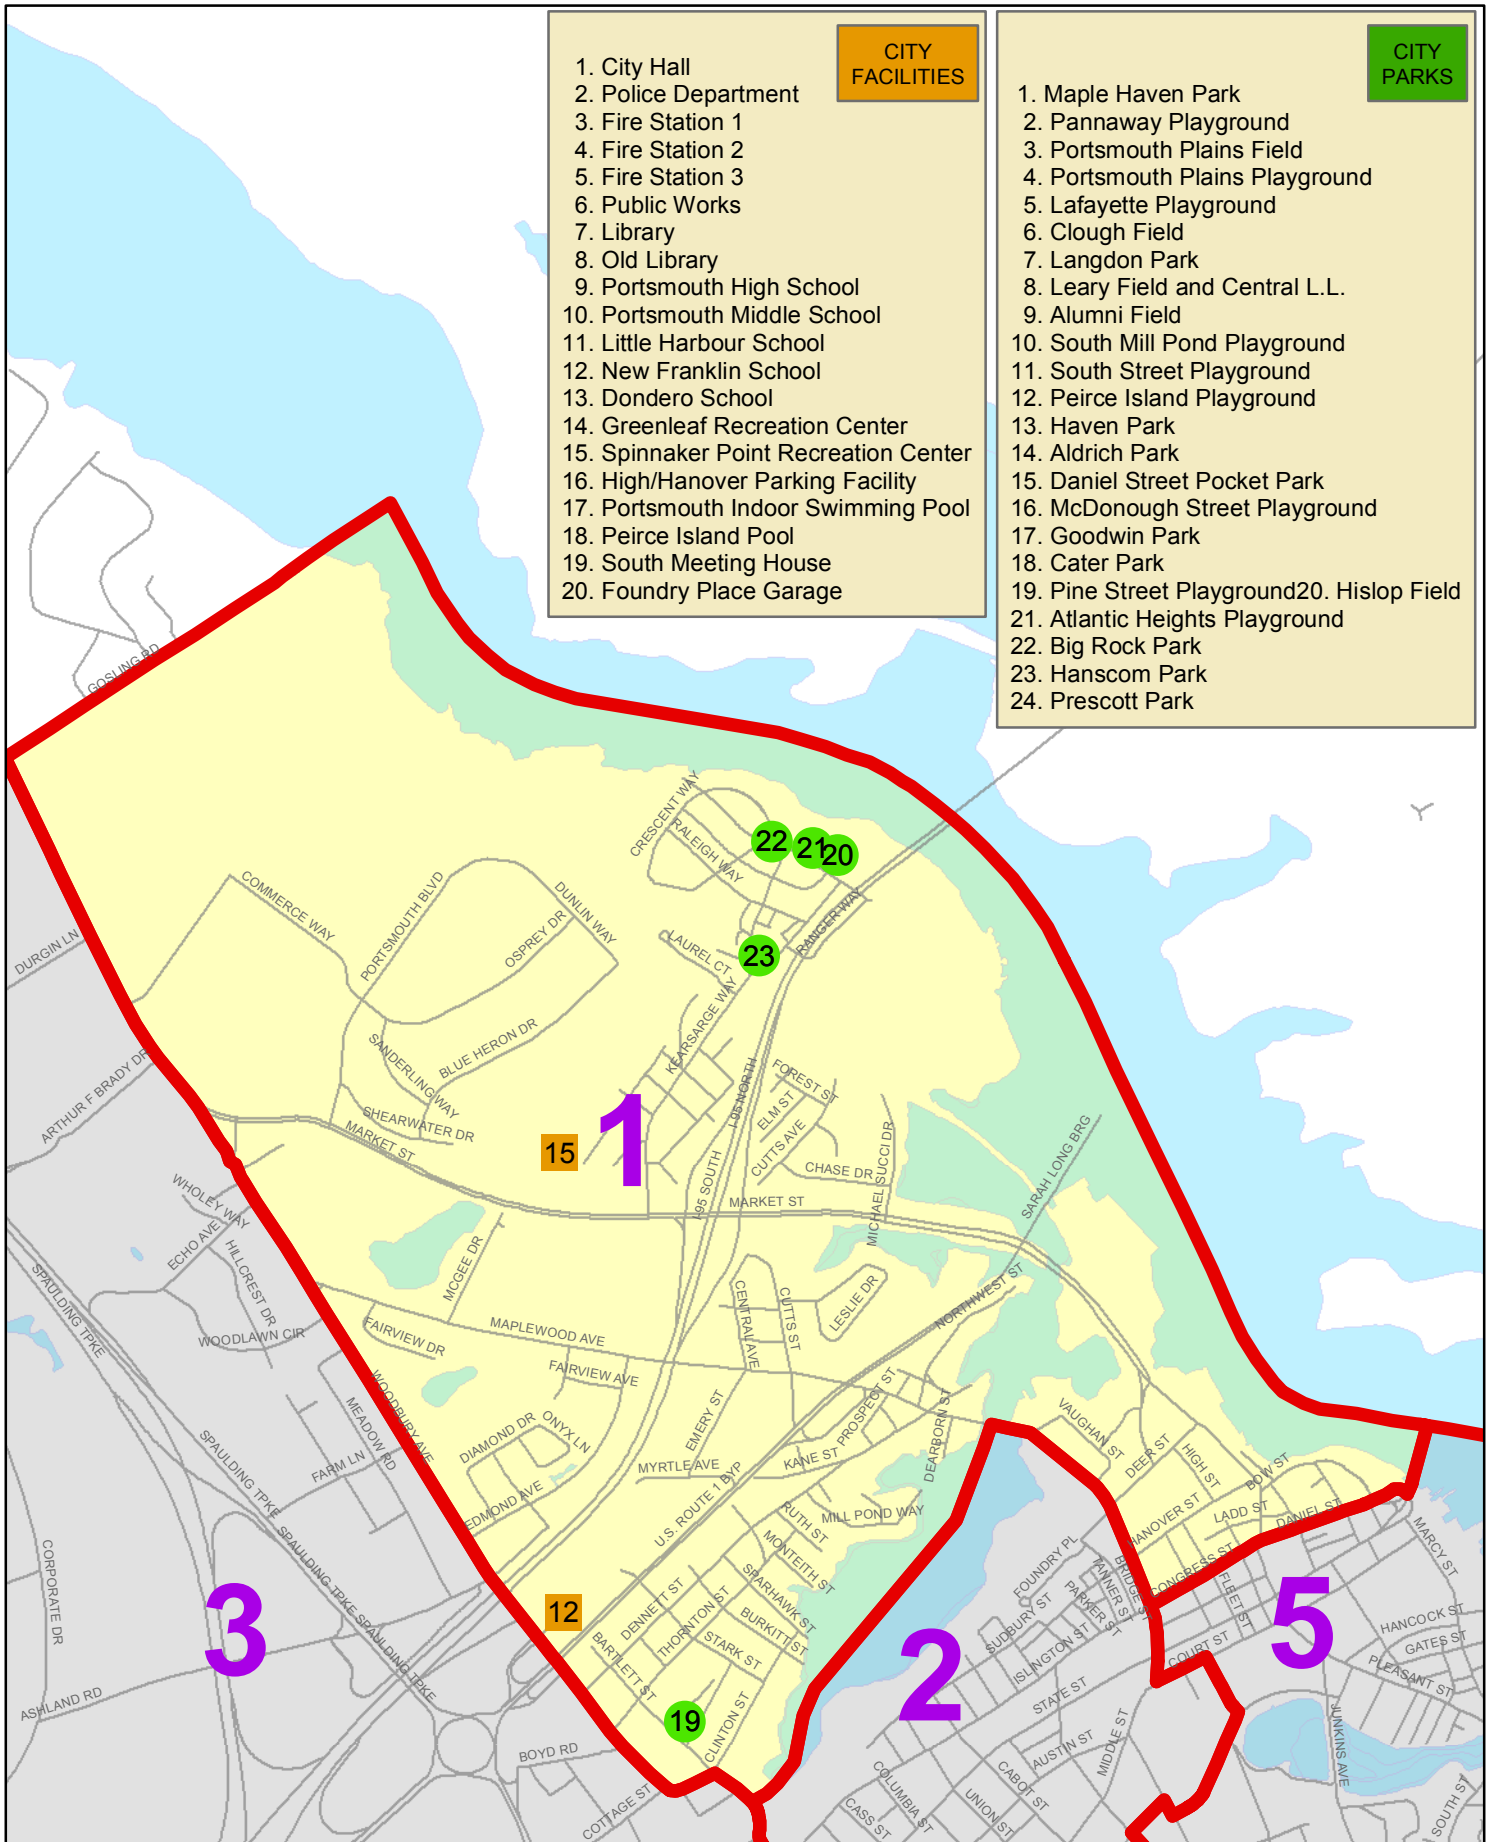 CITY
FACILITIES
1. City Hall
2. Police Department
3. Fire Station 1
4. Fire Station 2
5. Fire Station 3
6. Public Works
7. Library
8. Old Library
9. Portsmouth High School
10. Portsmouth Middle School
11. Little Harbour School
12. New Franklin School
13. Dondero School
14. Greenleaf Recreation Center
15. Spinnaker Point Recreation Center
16. High/Hanover Parking Facility
17. Portsmouth Indoor Swimming Pool
18. Peirce Island Pool
19. South Meeting House
20. Foundry Place Garage
CITY
PARKS
1. Maple Haven Park
2. Pannaway Playground
3. Portsmouth Plains Field
4. Portsmouth Plains Playground
5. Lafayette Playground
6. Clough Field
7. Langdon Park
8. Leary Field and Central L.L.
9. Alumni Field
10. South Mill Pond Playground
11. South Street Playground
12. Peirce Island Playground
13. Haven Park
14. Aldrich Park
15. Daniel Street Pocket Park
16. McDonough Street Playground
17. Goodwin Park
18. Cater Park
19. Pine Street Playground20. Hislop Field
21. Atlantic Heights Playground
22. Big Rock Park
23. Hanscom Park
24. Prescott Park
GOSLING RD
CRESCENT WAY
RALEIGH WAY
22
21
20
COMMERCE WAY
PORTSMOUTH BLVD
DUNLIN WAY
OSPREY DR
RANGER WAY
DURGIN LN
LAUREL CT
23
KEARSARGE WAY
BLUE HERON DR
SANDERLING WAY
ARTHUR F BRADY DR
SHEARWATER DR
MARKET ST
I-95 NORTH
FOREST ST
ELM ST
CUTTS AVE
1
15
CHASE DR
MICHAEL SUCCI DR
SARAH LONG BRG
I-95 SOUTH
MARKET ST
WHOLEY WAY
ECHO AVE
HILLCREST DR
MCGEE DR
SPAULDING TPKE
WOODLAWN CIR
FAIRVIEW DR
MAPLEWOOD AVE
CENTRAL AVE
CUTTS ST
LESLIE DR
NORTHWEST ST
FAIRVIEW AVE
WOODBURY AVE
MEADOW RD
EMERY ST
PROSPECT ST
DEARBORN ST
VAUGHAN ST
DIAMOND DR
ONYX LN
FARM LN
SPAULDING TPKE
MYRTLE AVE
KANE ST
DEER ST
HIGH ST
BOW ST
EDMOND AVE
U.S. ROUTE 1 BYP
RUTH ST
MILL POND WAY
HANOVER ST
LADD ST
DANIEL ST
MONTEITH ST
CORPORATE DR
SPAULDING TPKE
SPAULDING TPKE
FOUNDRY PL
TANNER ST
BRIDGE ST
CONGRESS ST
FLEET ST
MARCY ST
12
DENNETT ST
THORNTON ST
SPARHAWK ST
BURKITT ST
STARK ST
BARTLETT ST
SUDBURY ST
PARKER ST
ISLINGTON ST
COURT ST
HANCOCK ST
GATES ST
PLEASANT ST
3
2
5
ASHLAND RD
STATE ST
19
CLINTON ST
BOYD RD
MIDDLE ST
AUSTIN ST
JUNKINS AVE
COTTAGE ST
COLUMBIA ST
CABOT ST
CASS ST
UNION ST
SOUTH ST